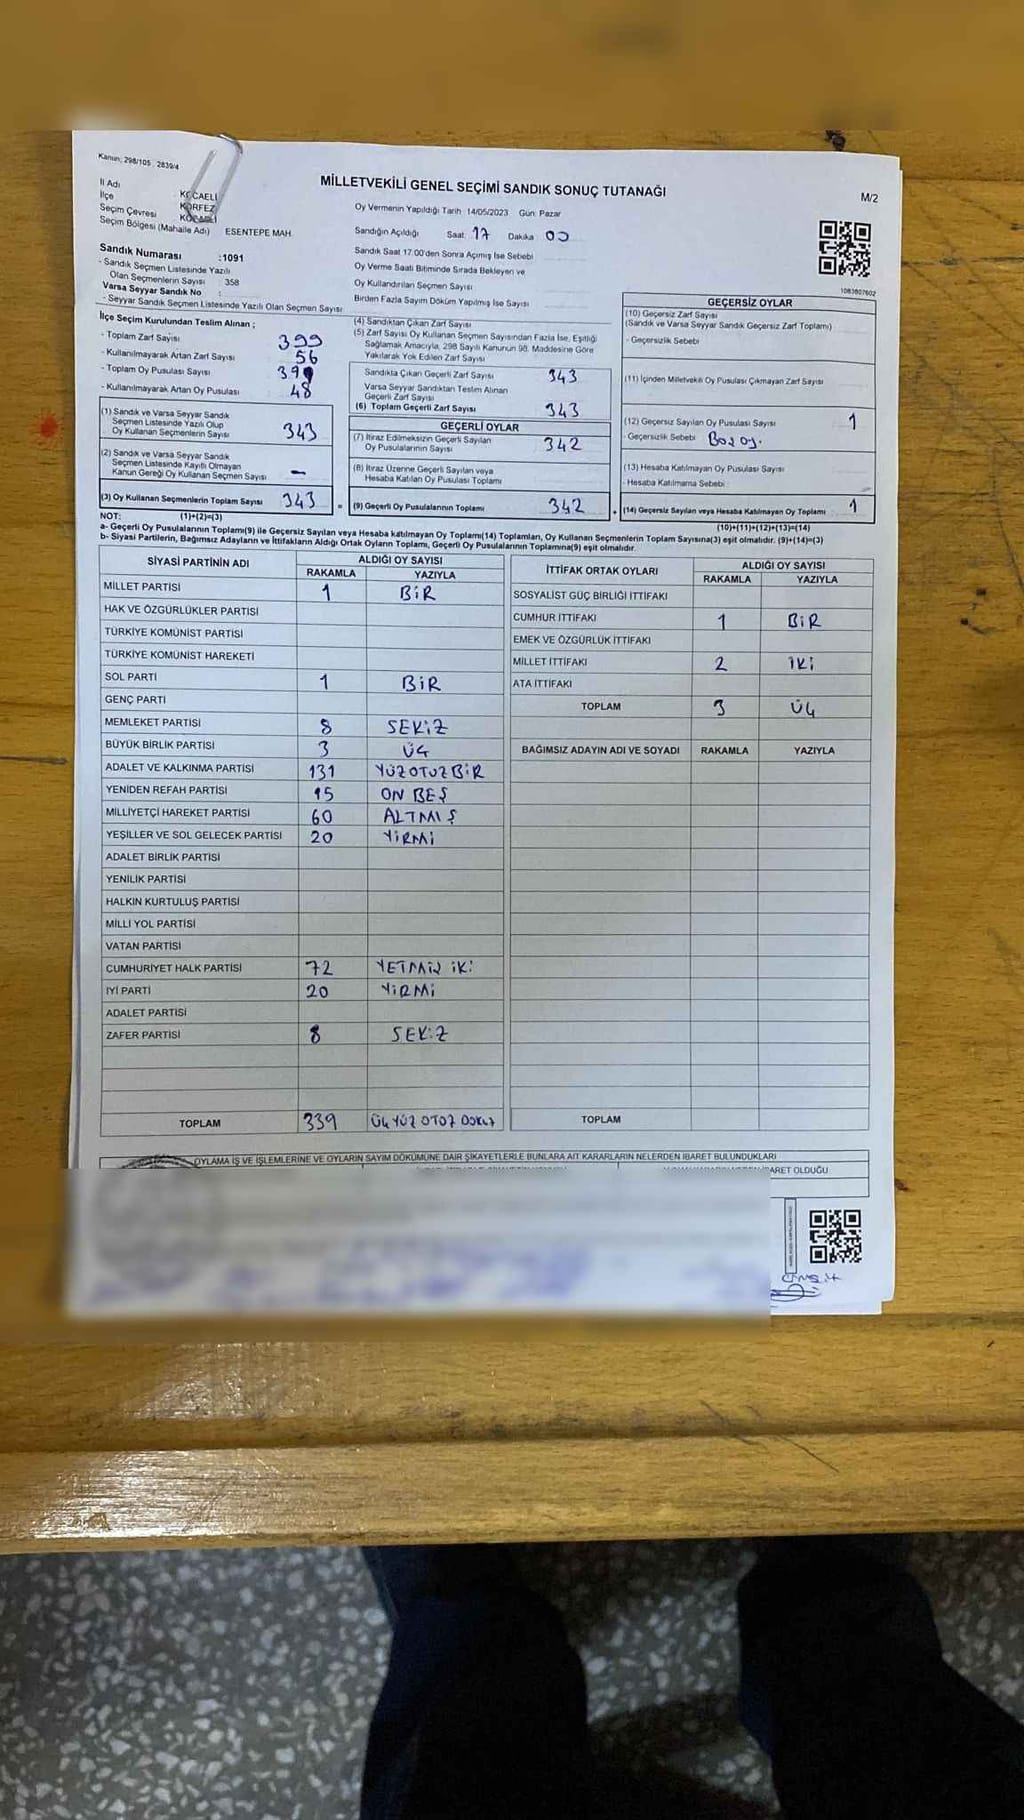 Kanun; 298/105 2839/4
MİLLETVEKİLİ GENEL SEÇİMİ SANDIK SONUÇ TUTANAĞI
M/2
İl Adı : KOCAELİ
İlçe : KÖRFEZ
Seçim Çevresi : KOCAELİ
Seçim Bölgesi (Mahalle Adı) ESENTEPE MAH.
Oy Vermenin Yapıldığı Tarih 14/05/2023 Gün: Pazar
Sandığın Açıldığı Saat: 17 Dakika 00
Sandık Saat 17.00'den Sonra Açımış İse Sebebi
Oy Verme Saati Bitiminde Sırada Bekleyen ve
Oy Kullandırılan Seçmen Sayısı
Birden Fazla Sayım Döküm Yapılmış İse Sayısı
Sandık Numarası :1091
- Sandık Seçmen Listesinde Yazılı
Olan Seçmenlerin Sayısı : 358
Varsa Seyyar Sandık No :
- Seyyar Sandık Seçmen Listesinde Yazılı Olan Seçmen Sayısı
1083807602
İlçe Seçim Kurulundan Teslim Alınan ;
- Toplam Zarf Sayısı 399
- Kullanılmayarak Artan Zarf Sayısı 56
- Toplam Oy Pusulası Sayısı
- Kullanılmayarak Artan Oy Pusulası 48
(1) Sandık ve Varsa Seyyar Sandık
Seçmen Listesinde Yazılı Olup
Oy Kullanan Seçmenlerin Sayısı 343
(2) Sandık ve Varsa Seyyar Sandık
Seçmen Listesinde Kayıtlı Olmayan
Kanun Gereği Oy Kullanan Seçmen Sayısı –
(3) Oy Kullanan Seçmenlerin Toplam Sayısı 343
(4) Sandıktan Çıkan Zarf Sayısı
(5) Zarf Sayısı Oy Kullanan Seçmen Sayısından Fazla İse, Eşitliği
Sağlamak Amacıyla, 298 Sayılı Kanunun 98. Maddesine Göre
Yakılarak Yok Edilen Zarf Sayısı
Sandıkta Çıkan Geçerli Zarf Sayısı 343
Varsa Seyyar Sandıktan Teslim Alınan
Geçerli Zarf Sayısı
(6) Toplam Geçerli Zarf Sayısı 343
GEÇERLİ OYLAR
(7) İtiraz Edilmeksizin Geçerli Sayılan
Oy Pusulalarının Sayısı 342
(8) İtiraz Üzerine Geçerli Sayılan veya
Hesaba Katılan Oy Pusulası Toplamı
(9) Geçerli Oy Pusulalarının Toplamı 342
GEÇERSİZ OYLAR
(10) Geçersiz Zarf Sayısı
(Sandık ve Varsa Seyyar Sandık Geçersiz Zarf Toplamı)
- Geçersizlik Sebebi
(11) İçinden Milletvekili Oy Pusulası Çıkmayan Zarf Sayısı
(12) Geçersiz Sayılan Oy Pusulası Sayısı 1
- Geçersizlik Sebebi Boş oy.
(13) Hesaba Katılmayan Oy Pusulası Sayısı
- Hesaba Katılmama Sebebi
(14) Geçersiz Sayılan veya Hesaba Katılmayan Oy Toplamı 1
NOT: (1)+(2)=(3)
(10)+(11)+(12)+(13)=(14)
a- Geçerli Oy Pusulalarının Toplamı(9) ile Geçersiz Sayılan veya Hesaba katılmayan Oy Toplamı(14) Toplamları, Oy Kullanan Seçmenlerin Toplam Sayısına(3) eşit olmalıdır. (9)+(14)=(3)
b- Siyasi Partilerin, Bağımsız Adayların ve İttifakların Aldığı Ortak Oyların Toplamı, Geçerli Oy Pusulalarının Toplamına(9) eşit olmalıdır.
SİYASİ PARTİNİN ADI ALDIĞI OY SAYISI
RAKAMLA YAZIYLA
MİLLET PARTİSİ 1 BİR
HAK VE ÖZGÜRLÜKLER PARTİSİ
TÜRKİYE KOMÜNİST PARTİSİ
TÜRKİYE KOMÜNİST HAREKETİ
SOL PARTİ 1 BİR
GENÇ PARTİ
MEMLEKET PARTİSİ 8 SEKİZ
BÜYÜK BİRLİK PARTİSİ 3 ÜÇ
ADALET VE KALKINMA PARTİSİ 131 YÜZ OTUZ BİR
YENİDEN REFAH PARTİSİ 15 ON BEŞ
MİLLİYETÇİ HAREKET PARTİSİ 60 ALTMIŞ
YEŞİLLER VE SOL GELECEK PARTİSİ 20 YİRMİ
ADALET BİRLİK PARTİSİ
YENİLİK PARTİSİ
HALKIN KURTULUŞ PARTİSİ
MİLLİ YOL PARTİSİ
VATAN PARTİSİ
CUMHURİYET HALK PARTİSİ 72 YETMİŞ İKİ
İYİ PARTİ 20 YİRMİ
ADALET PARTİSİ
ZAFER PARTİSİ 8 SEKİZ
TOPLAM 339 ÜÇ YÜZ OTUZ DOKUZ
İTTİFAK ORTAK OYLARI ALDIĞI OY SAYISI
RAKAMLA YAZIYLA
SOSYALİST GÜÇ BİRLİĞİ İTTİFAKI
CUMHUR İTTİFAKI 1 BİR
EMEK VE ÖZGÜRLÜK İTTİFAKI
MİLLET İTTİFAKI 2 İKİ
ATA İTTİFAKI
TOPLAM 3 ÜÇ
BAĞIMSIZ ADAYIN ADI VE SOYADI RAKAMLA YAZIYLA
TOPLAM
OYLAMA İŞ VE İŞLEMLERİNE VE OYLARIN SAYIM DÖKÜMÜNE DAİR ŞİKAYETLERLE BUNLARA AİT KARARLARIN NELERDEN İBARET BULUNDUKLARI
İBARET OLDUĞU